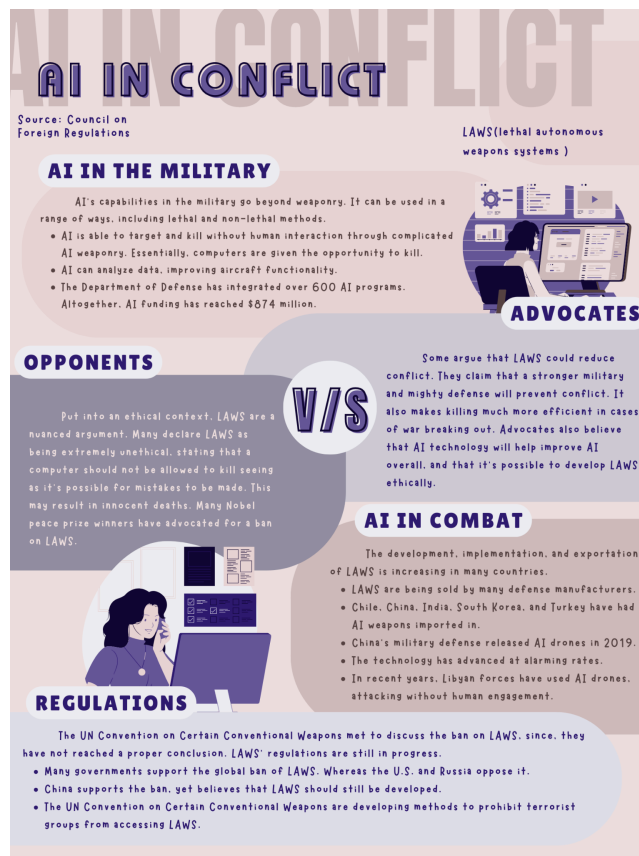 AI IN CONFLICT
AI IN CONFLICT
Source: Council on
Foreign Regulations
LAWS(lethal autonomous
weapons systems )
AI IN THE MILITARY
AI's capabilities in the military go beyond weaponry. It can be used in a
range of ways, including lethal and non-lethal methods.
• AI is able to target and kill without human interaction through complicated
AI weaponry. Essentially, computers are given the opportunity to kill.
• AI can analyze data, improving aircraft functionality.
• The Department of Defense has integrated over 600 AI programs.
Altogether, AI funding has reached $874 million.
ADVOCATES
Some argue that LAWS could reduce
conflict. They claim that a stronger military
and mighty defense will prevent conflict. It
also makes killing much more efficient in cases
of war breaking out. Advocates also believe
that AI technology will help improve AI
overall, and that it's possible to develop LAWS
ethically.
OPPONENTS
V/S
Put into an ethical context, LAWS are a
nuanced argument. Many declare LAWS as
being extremely unethical, stating that a
computer should not be allowed to kill seeing
as it's possible for mistakes to be made. This
may result in innocent deaths. Many Nobel
peace prize winners have advocated for a ban
on LAWS.
AI IN COMBAT
The development, implementation, and exportation
of LAWS is increasing in many countries.
• LAWS are being sold by many defense manufacturers.
• Chile, China, India, South Korea, and Turkey have had
AI weapons imported in.
• China's military defense released AI drones in 2019.
• The technology has advanced at alarming rates.
• In recent years, Libyan forces have used AI drones,
attacking without human engagement.
REGULATIONS
The UN Convention on Certain Conventional Weapons met to discuss the ban on LAWS, since, they
have not reached a proper conclusion. LAWS' regulations are still in progress.
• Many governments support the global ban of LAWS. Whereas the U.S. and Russia oppose it.
• China supports the ban, yet believes that LAWS should still be developed.
• The UN Convention on Certain Conventional Weapons are developing methods to prohibit terrorist
groups from accessing LAWS.